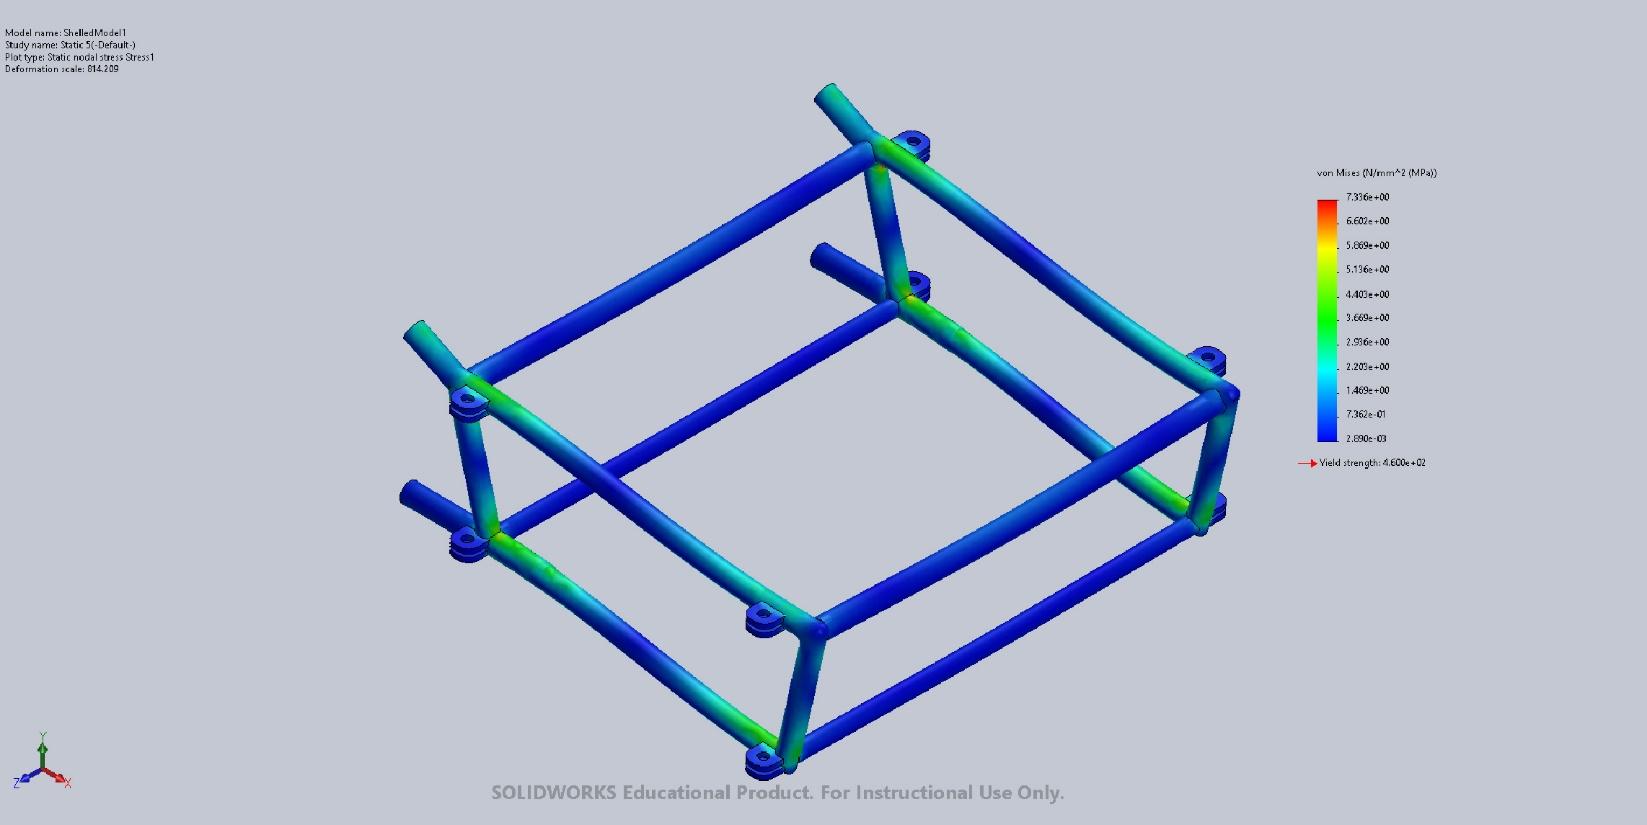 Model name: ShelledModel1
Study name: Static 5(-Default-)
Plot type: Static nodal stress Stress1
Deformation scale: 814.209
von Mises (N/mm^2 (MPa))
7.336e+00
6.602e+00
5.869e+00
5.136e+00
4.403e+00
3.669e+00
2.936e+00
2.203e+00
1.469e+00
7.362e-01
2.890e-03
Yield strength: 4.600e+02
Y
Z
X
SOLIDWORKS Educational Product. For Instructional Use Only.